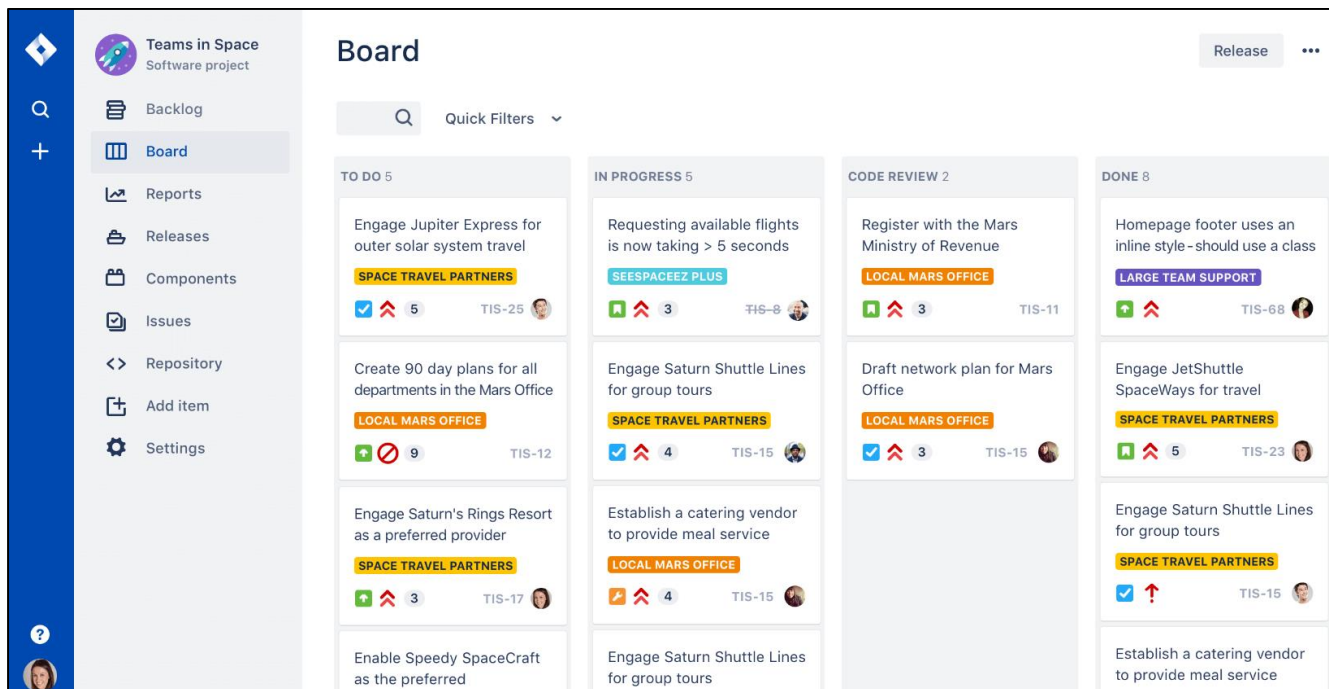 Teams in Space
Software project
Backlog
Board
Reports
Releases
Components
Issues
Repository
Add item
Settings
?
Board
Release
Quick Filters
TO DO 5
Engage Jupiter Express for
outer solar system travel
SPACE TRAVEL PARTNERS
5 TIS-25
Create 90 day plans for all
departments in the Mars Office
LOCAL MARS OFFICE
9 TIS-12
Engage Saturn's Rings Resort
as a preferred provider
SPACE TRAVEL PARTNERS
3 TIS-17
Enable Speedy SpaceCraft
as the preferred
IN PROGRESS 5
Requesting available flights
is now taking > 5 seconds
SEESPACEEZ PLUS
3 TIS-8
Engage Saturn Shuttle Lines
for group tours
SPACE TRAVEL PARTNERS
4 TIS-15
Establish a catering vendor
to provide meal service
LOCAL MARS OFFICE
4 TIS-15
Engage Saturn Shuttle Lines
for group tours
CODE REVIEW 2
Register with the Mars
Ministry of Revenue
LOCAL MARS OFFICE
3 TIS-11
Draft network plan for Mars
Office
LOCAL MARS OFFICE
3 TIS-15
DONE 8
Homepage footer uses an
inline style-should use a class
LARGE TEAM SUPPORT
TIS-68
Engage JetShuttle
SpaceWays for travel
SPACE TRAVEL PARTNERS
5 TIS-23
Engage Saturn Shuttle Lines
for group tours
SPACE TRAVEL PARTNERS
TIS-15
Establish a catering vendor
to provide meal service